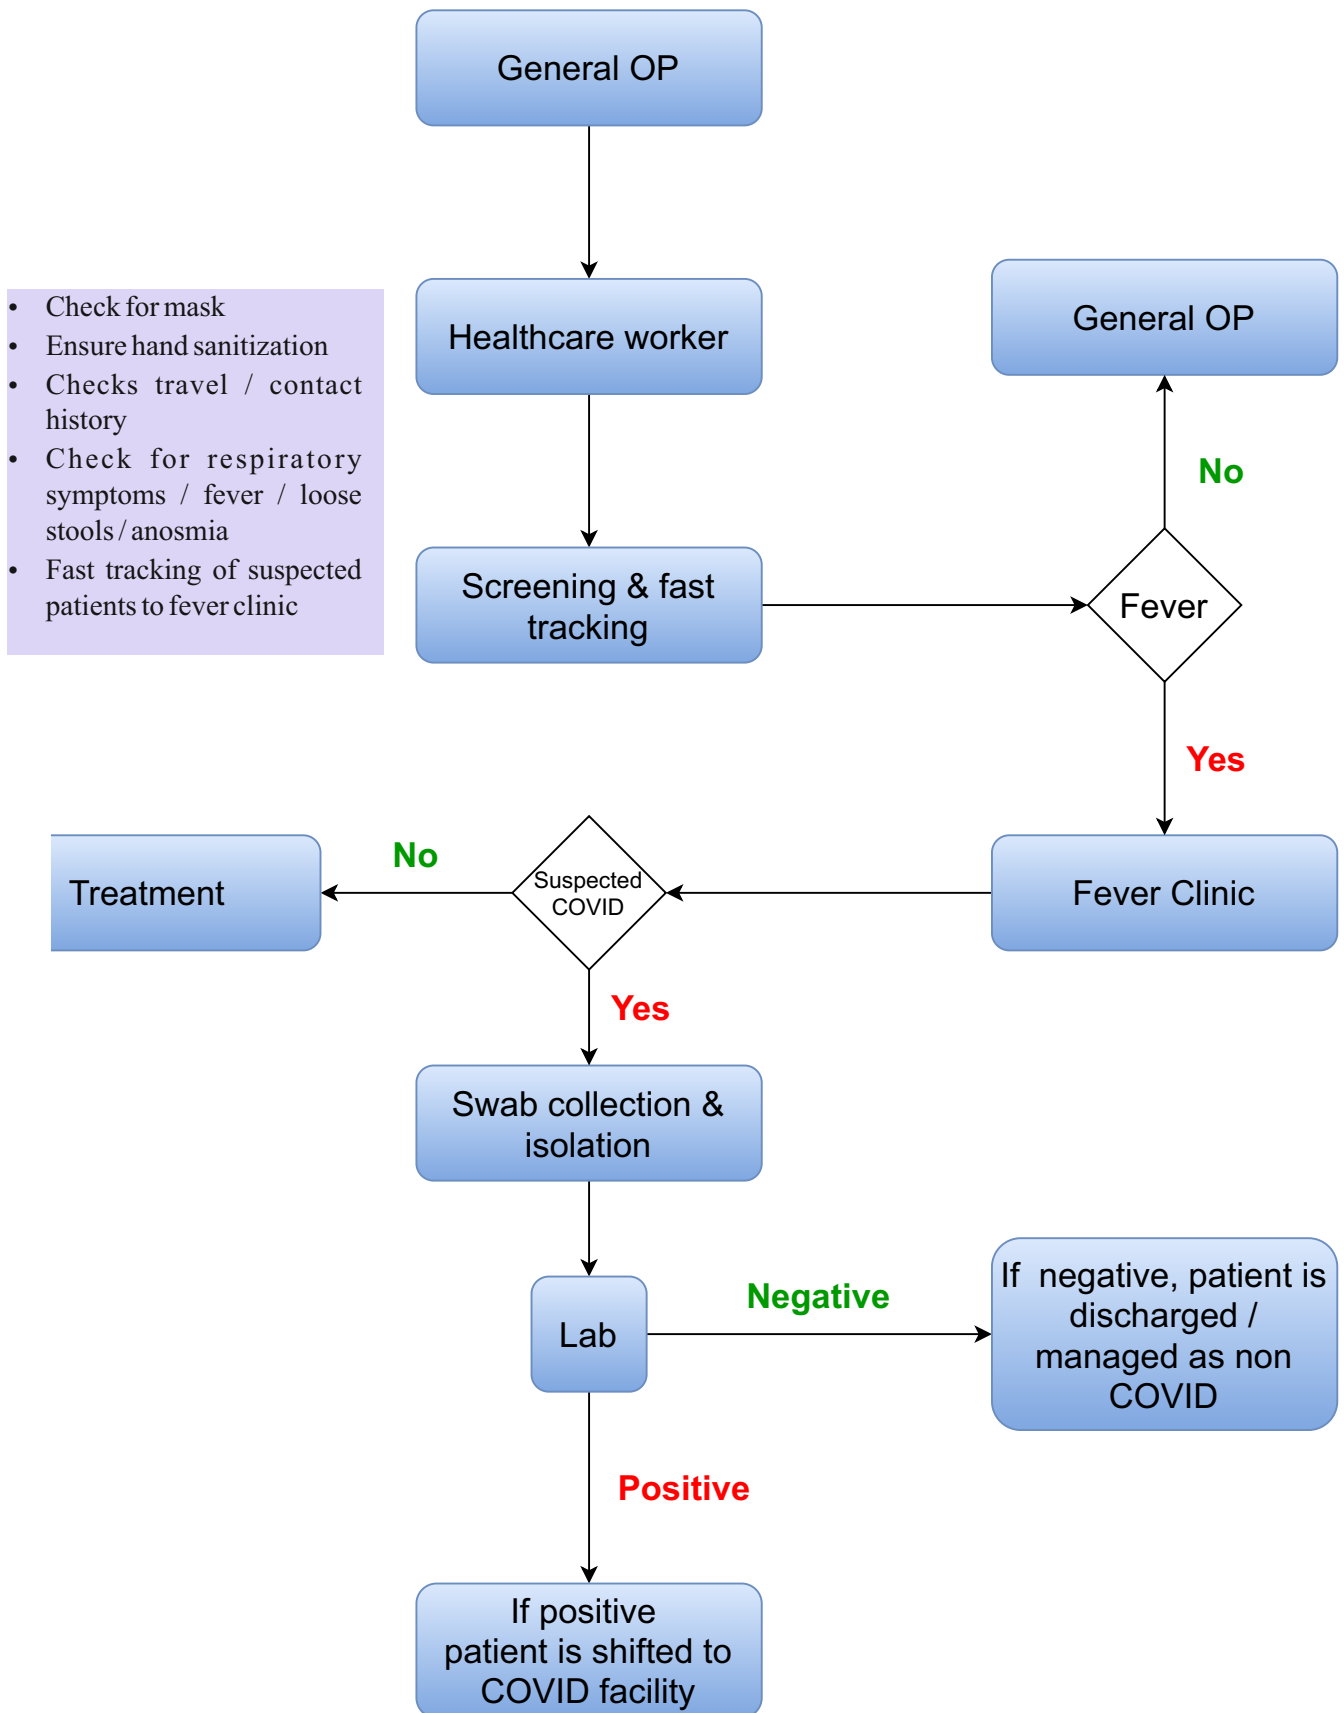 General OP
• Check for mask
• Ensure hand sanitization
• Checks travel / contact
history
• Check for respiratory
symptoms / fever / loose
stools / anosmia
• Fast tracking of suspected
patients to fever clinic
Healthcare worker
General OP
No
Screening & fast
tracking
Fever
Yes
Treatment
No
Suspected
COVID
Fever Clinic
Yes
Swab collection &
isolation
Lab
Negative
If negative, patient is
discharged /
managed as non
COVID
Positive
If positive
patient is shifted to
COVID facility